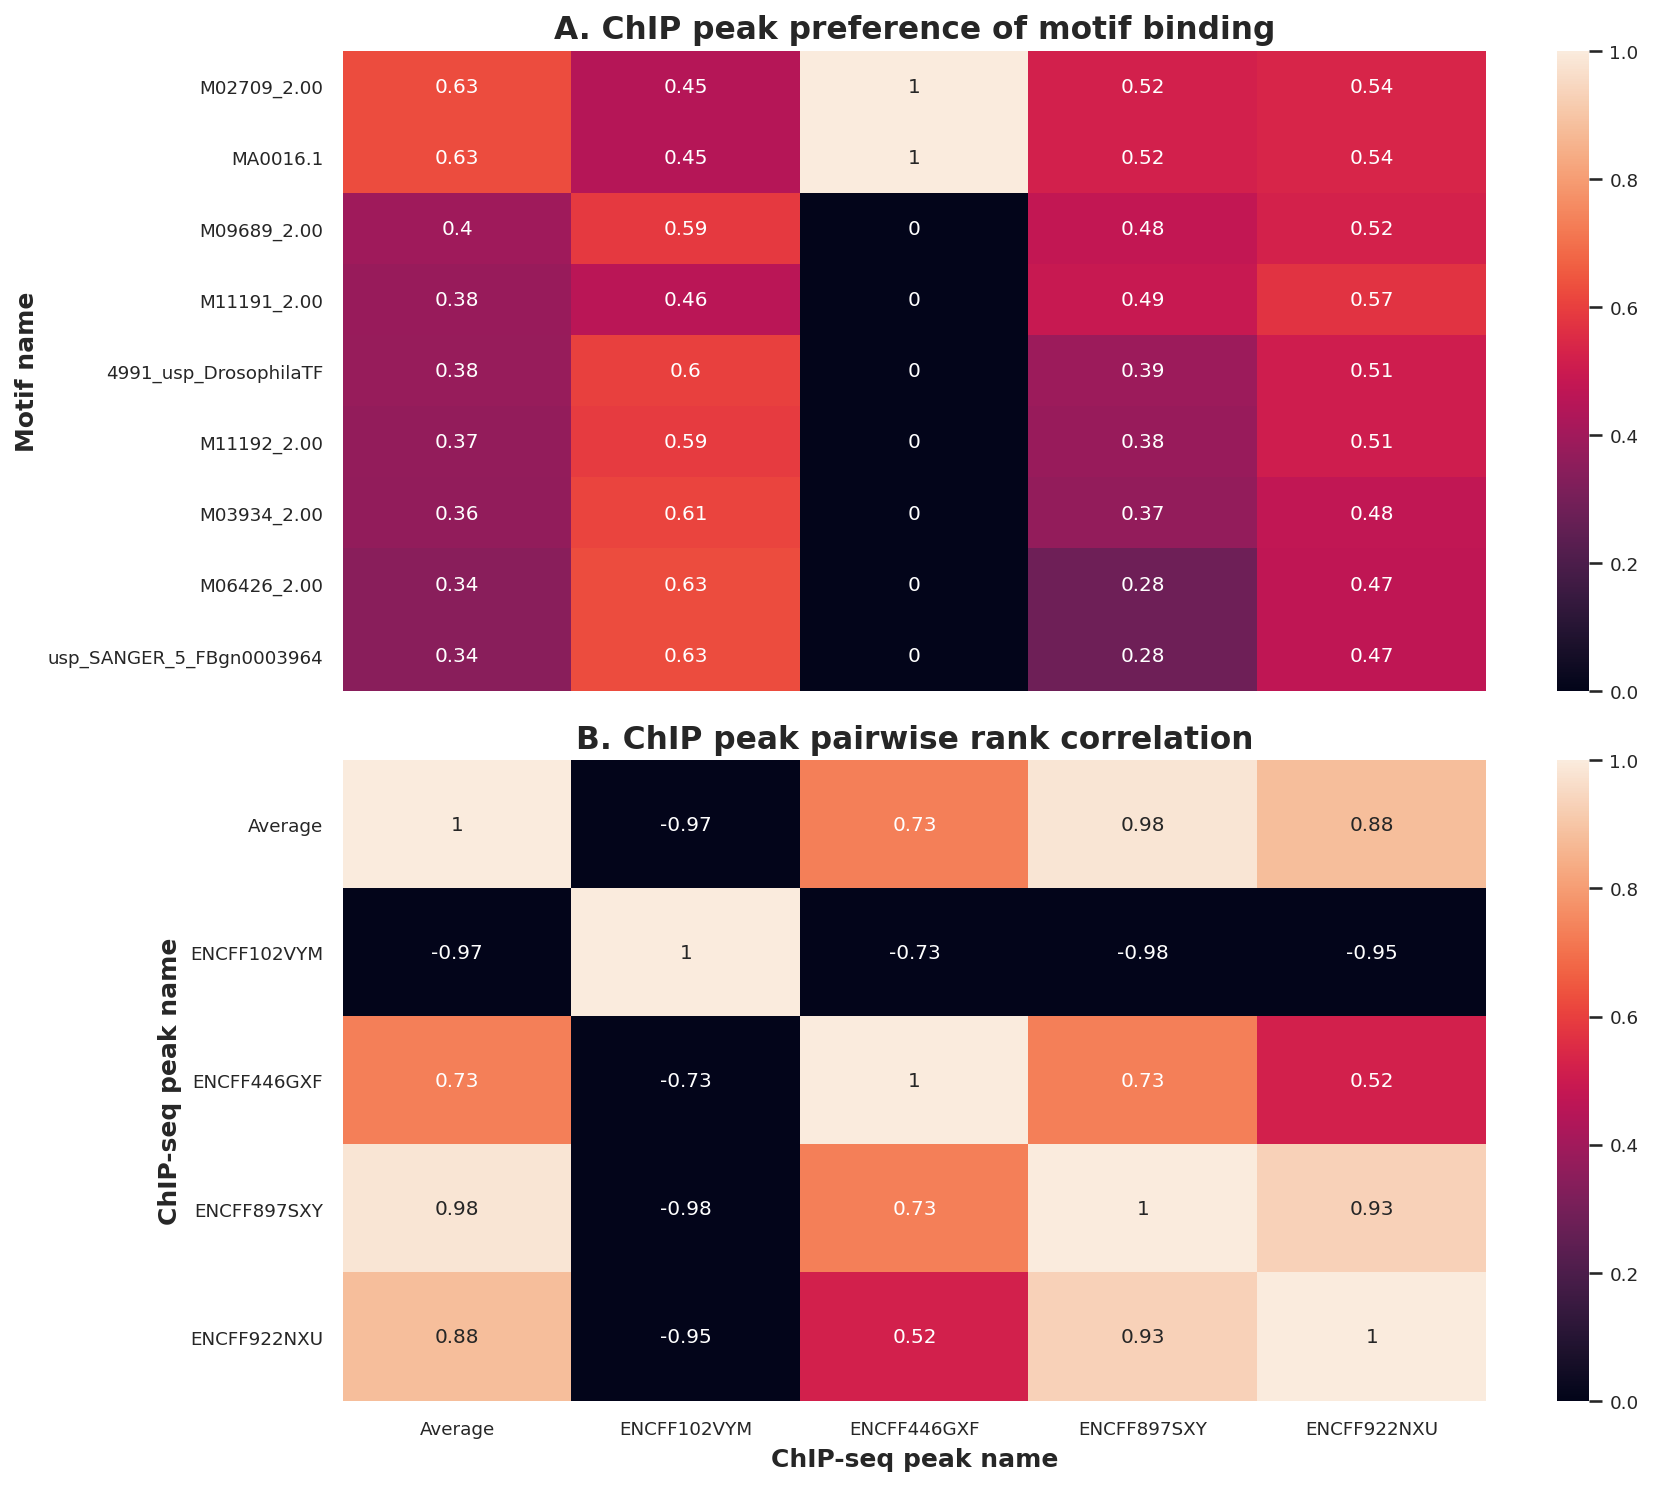 A. ChIP peak preference of motif binding
Motif name
M02709_2.00 0.63 0.45 1 0.52 0.54
MA0016.1 0.63 0.45 1 0.52 0.54
M09689_2.00 0.4 0.59 0 0.48 0.52
M11191_2.00 0.38 0.46 0 0.49 0.57
4991_usp_DrosophilaTF 0.38 0.6 0 0.39 0.51
M11192_2.00 0.37 0.59 0 0.38 0.51
M03934_2.00 0.36 0.61 0 0.37 0.48
M06426_2.00 0.34 0.63 0 0.28 0.47
usp_SANGER_5_FBgn0003964 0.34 0.63 0 0.28 0.47
1.0
0.8
0.6
0.4
0.2
0.0
B. ChIP peak pairwise rank correlation
ChIP-seq peak name
Average 1 -0.97 0.73 0.98 0.88
ENCFF102VYM -0.97 1 -0.73 -0.98 -0.95
ENCFF446GXF 0.73 -0.73 1 0.73 0.52
ENCFF897SXY 0.98 -0.98 0.73 1 0.93
ENCFF922NXU 0.88 -0.95 0.52 0.93 1
Average ENCFF102VYM ENCFF446GXF ENCFF897SXY ENCFF922NXU
ChIP-seq peak name
1.0
0.8
0.6
0.4
0.2
0.0